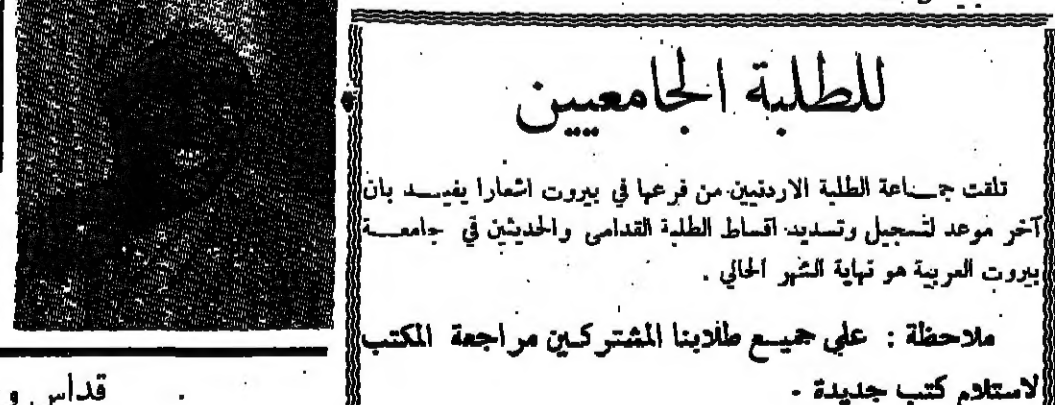 للطلبة الجامعيين
تلقت جماعة الطلبة الاردنيين من فرعها في بيروت اشعارا يفيد بان
آخر موعد لتسجيل وتسديد اقساط الطلبة القدامى والحديثين في جامعة
بيروت العربية هو نهاية الشهر الحالي .
ملاحظة : على جميع طلابنا المشتركين مراجعة المكتب
لاستلام كتب جديدة .
قداس و